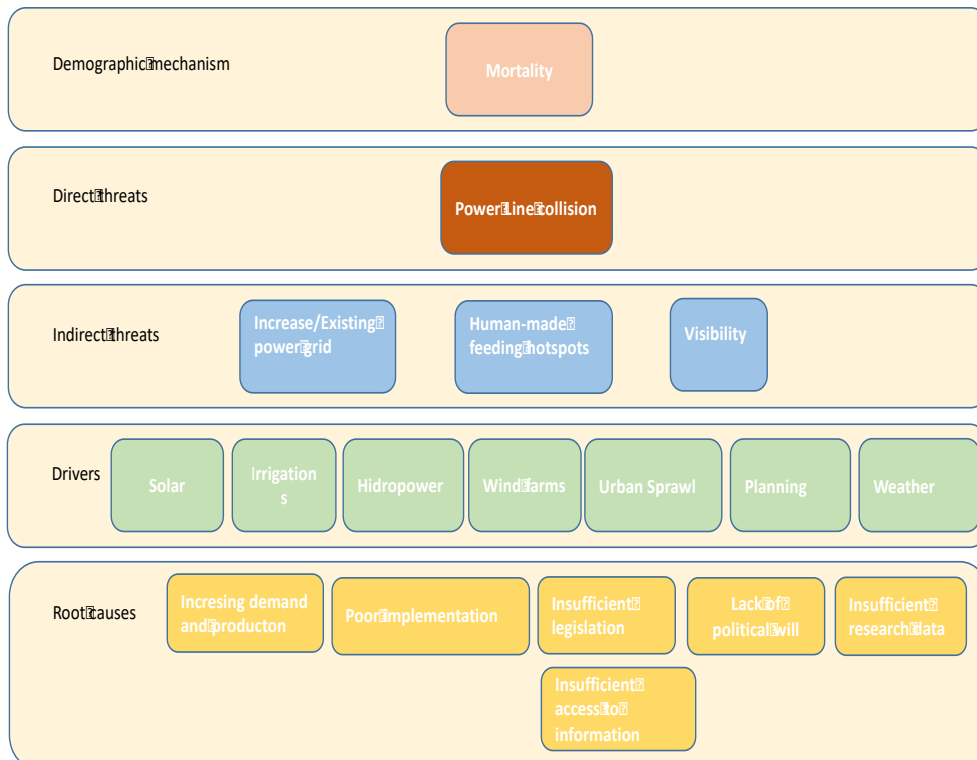 Demographic mechanism
Mortality
Direct threats
Power Line collision
Indirect threats
Increase/Existing
power grid
Human-made
feeding hotspots
Visibility
Drivers
Solar
Irrigation
s
Hidropower
Wind farms
Urban Sprawl
Planning
Weather
Root causes
Incresing demand
and producton
Poor implementation
Insufficient
legislation
Lack of
political will
Insufficient
research data
Insufficient
access to
information